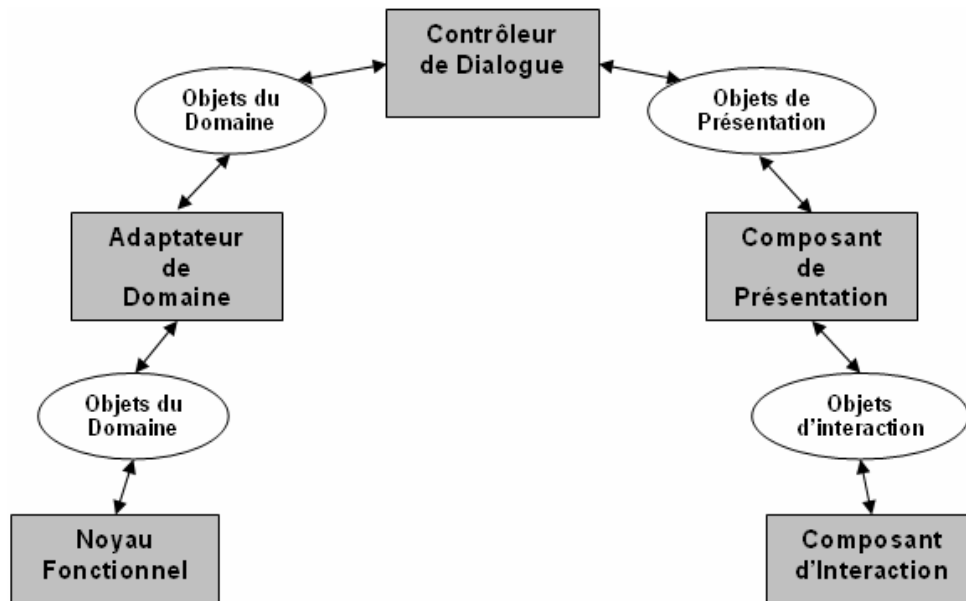 Contrôleur
de Dialogue
Objets du
Domaine
Objets de
Présentation
Adaptateur
de
Domaine
Composant
de
Présentation
Objets du
Domaine
Objets
d'interaction
Noyau
Fonctionnel
Composant
d'Interaction